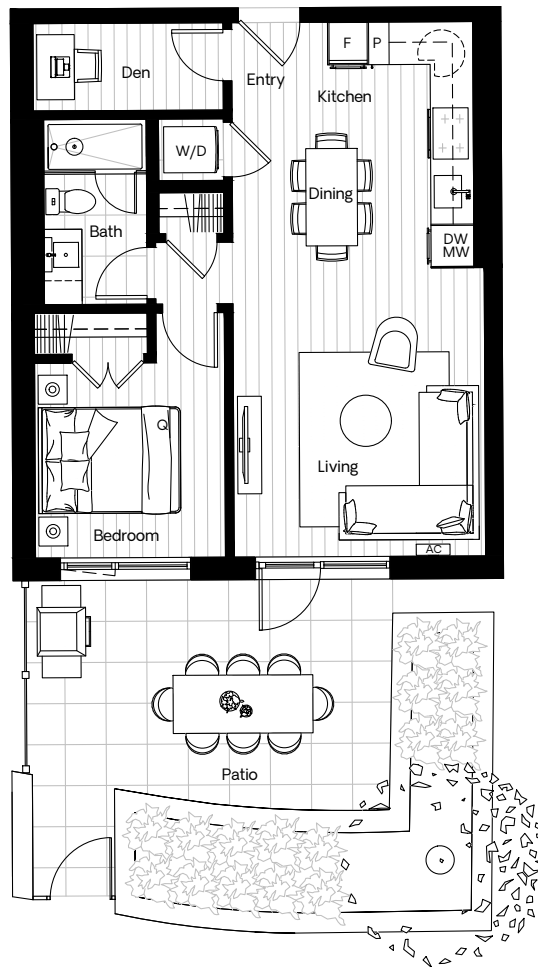 F P
Den
Entry
Kitchen
W/D
Dining
Bath
DW
MW
Q
Living
Bedroom
AC
Patio